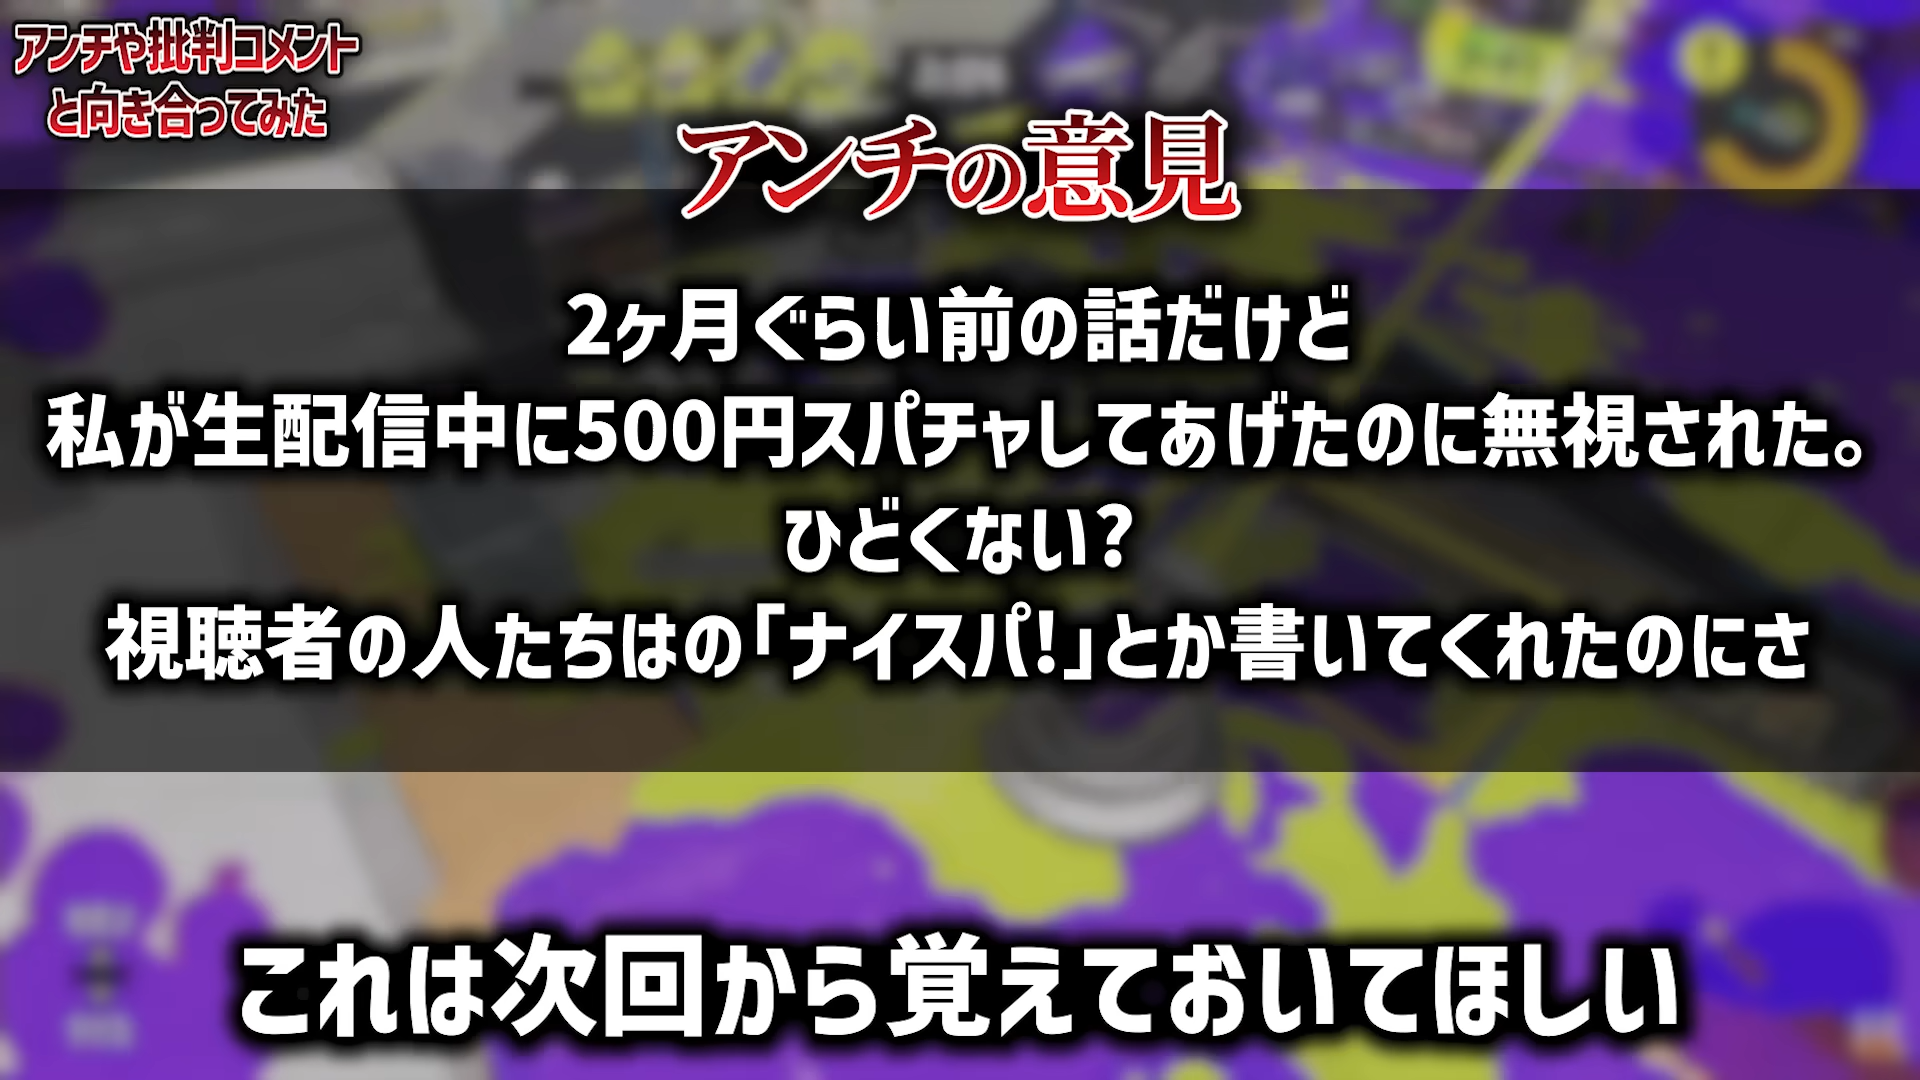 アンチや批判コメント
と向き合ってみた
アンチの意見
2ヶ月ぐらい前の話だけど
私が生配信中に500円スパチャしてあげたのに無視された。
ひどくない?
視聴者の人たちはの「ナイスパ!」とか書いてくれたのにさ
これは次回から覚えておいてほしい